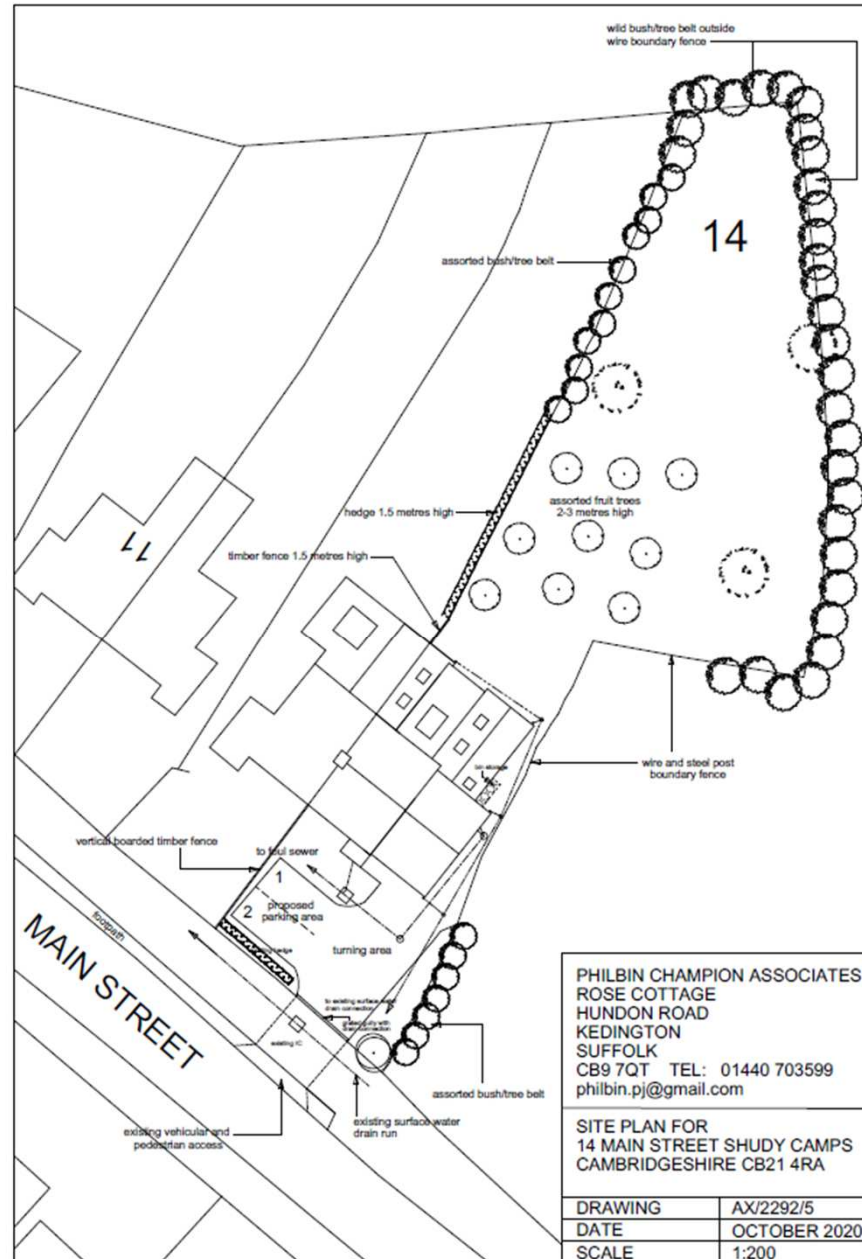 wild bush/tree belt outside
wire boundary fence
14
assorted bush/tree belt
assorted fruit trees
2-3 metres high
hedge 1.5 metres high
11
timber fence 1.5 metres high
wire and steel post
boundary fence
bin storage
vertical boarded timber fence
to foul sewer
1
2
proposed
parking area
footpath
turning area
hedge
MAIN STREET
to existing surface water
drain connection
drain connection
existing IC
assorted bush/tree belt
existing surface water
drain run
existing vehicular and
pedestrian access
PHILBIN CHAMPION ASSOCIATES
ROSE COTTAGE
HUNDON ROAD
KEDINGTON
SUFFOLK
CB9 7QT TEL: 01440 703599
philbin.pj@gmail.com
SITE PLAN FOR
14 MAIN STREET SHUDY CAMPS
CAMBRIDGESHIRE CB21 4RA
DRAWING AX/2292/5
DATE OCTOBER 2020
SCALE 1:200